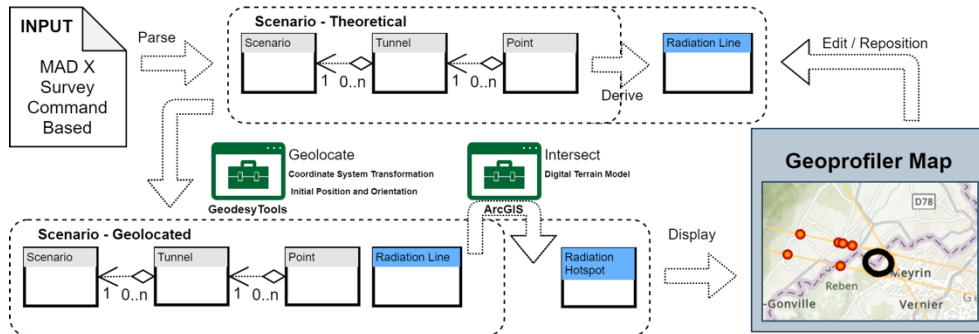 INPUT
MAD X
Survey
Command
Based
Parse
Scenario - Theoretical
Scenario
Tunnel
Point
1
0..n
1
0..n
Derive
Radiation Line
Edit / Reposition
GeodesyTools
Geolocate
Coordinate System Transformation
Initial Position and Orientation
ArcGIS
Intersect
Digital Terrain Model
Scenario - Geolocated
Scenario
Tunnel
Point
Radiation Line
1
0..n
1
0..n
Radiation
Hotspot
Display
Geoprofiler Map
D78
Meyrin
Reben
-Gonville
Vernier